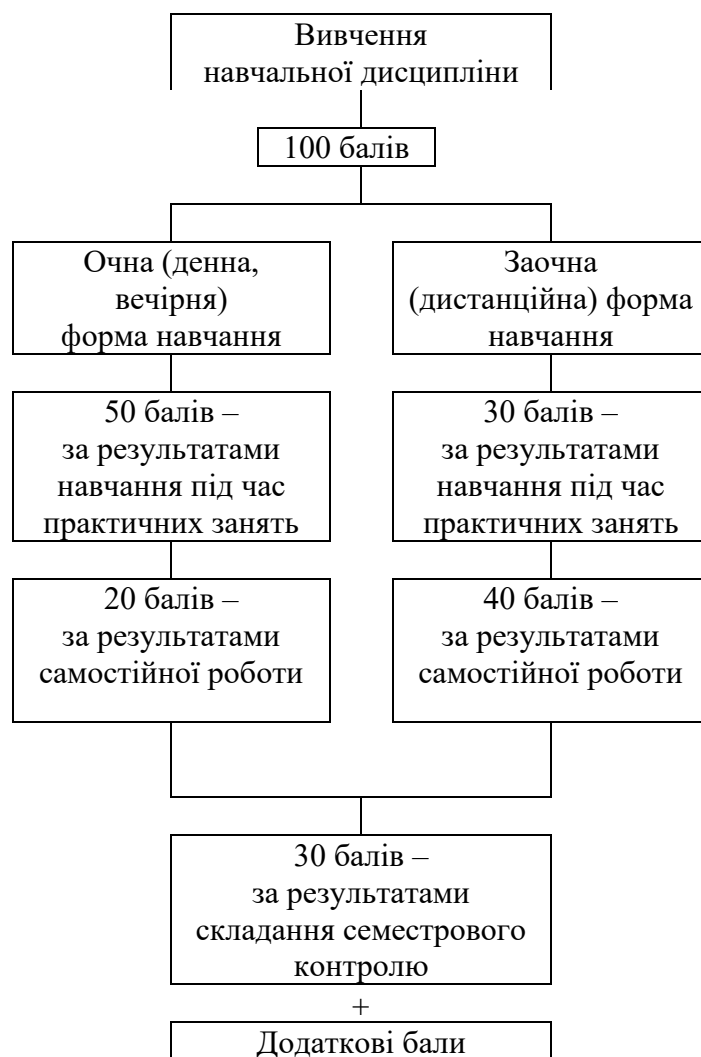 Вивчення
навчальної дисципліни
100 балів
Очна (денна,
вечірня)
форма навчання
Заочна
(дистанційна) форма
навчання
50 балів –
за результатами
навчання під час
практичних занять
30 балів –
за результатами
навчання під час
практичних занять
20 балів –
за результатами
самостійної роботи
40 балів –
за результатами
самостійної роботи
30 балів –
за результатами
складання семестрового
контролю
+
Додаткові бали